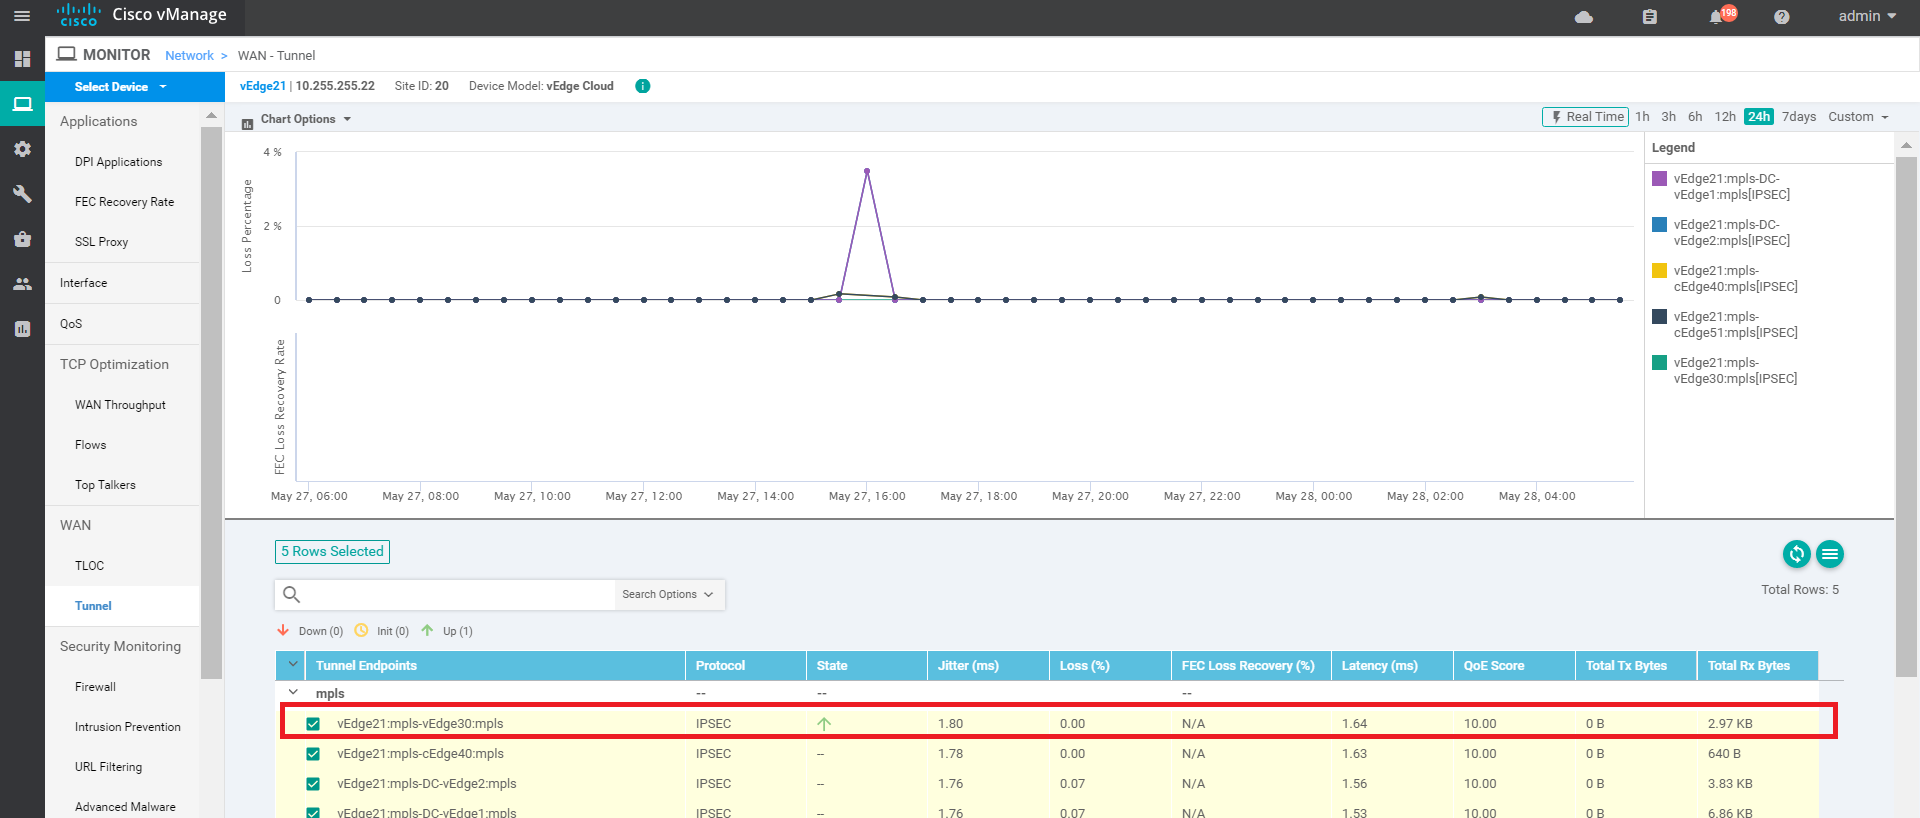 CISCO Cisco vManage
198
admin
MONITOR Network > WAN - Tunnel
Select Device
vEdge21 | 10.255.255.22 Site ID: 20 Device Model: vEdge Cloud i
Applications
DPI Applications
FEC Recovery Rate
SSL Proxy
Interface
QoS
TCP Optimization
WAN Throughput
Flows
Top Talkers
WAN
TLOC
Tunnel
Security Monitoring
Firewall
Intrusion Prevention
URL Filtering
Advanced Malware
Chart Options
Real Time 1h 3h 6h 12h 24h 7days Custom
4 %
2 %
0
Loss Percentage
FEC Loss Recovery Rate
May 27, 06:00 May 27, 08:00 May 27, 10:00 May 27, 12:00 May 27, 14:00 May 27, 16:00 May 27, 18:00 May 27, 20:00 May 27, 22:00 May 28, 00:00 May 28, 02:00 May 28, 04:00
Legend
vEdge21:mpls-DC-
vEdge1:mpls[IPSEC]
vEdge21:mpls-DC-
vEdge2:mpls[IPSEC]
vEdge21:mpls-
cEdge40:mpls[IPSEC]
vEdge21:mpls-
cEdge51:mpls[IPSEC]
vEdge21:mpls-
vEdge30:mpls[IPSEC]
5 Rows Selected
Search Options
Total Rows: 5
Down (0) Init (0) Up (1)
Tunnel Endpoints Protocol State Jitter (ms) Loss (%) FEC Loss Recovery (%) Latency (ms) QoE Score Total Tx Bytes Total Rx Bytes
mpls -- -- --
vEdge21:mpls-vEdge30:mpls IPSEC 1.80 0.00 N/A 1.64 10.00 0 B 2.97 KB
vEdge21:mpls-cEdge40:mpls IPSEC -- 1.78 0.00 N/A 1.63 10.00 0 B 640 B
vEdge21:mpls-DC-vEdge2:mpls IPSEC -- 1.76 0.07 N/A 1.56 10.00 0 B 3.83 KB
vEdge21:mpls-DC-vEdge1:mpls IPSEC -- 1.76 0.07 N/A 1.53 10.00 0 B 6.86 KB